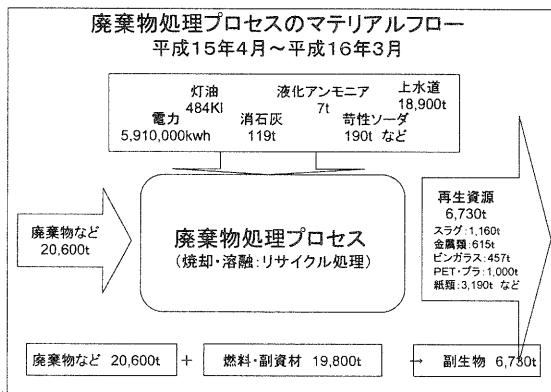 廃棄物処理プロセスのマテリアルフロー
平成15年4月～平成16年3月
灯油 液化アンモニア 上水道
484Kl 7t 18,900t
電力 消石灰 苛性ソーダ
5,910,000kwh 119t 190t など
廃棄物など
20,600t
廃棄物処理プロセス
(焼却・溶融:リサイクル処理)
再生資源
6,730t
スラグ:1,160t
金属類:615t
ビンガラス:457t
PET・プラ:1,000t
紙類:3,190t など
廃棄物など 20,600t + 燃料・副資材 19,800t → 副生物 6,730t